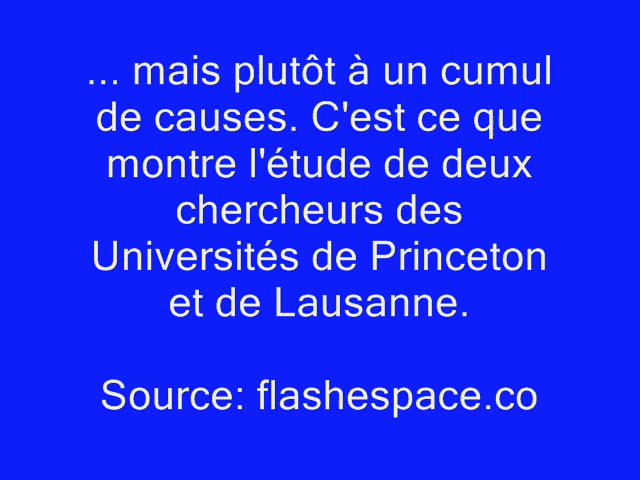 ... mais plutôt à un cumul
de causes. C'est ce que
montre l'étude de deux
chercheurs des
Universités de Princeton
et de Lausanne.
Source: flashespace.co